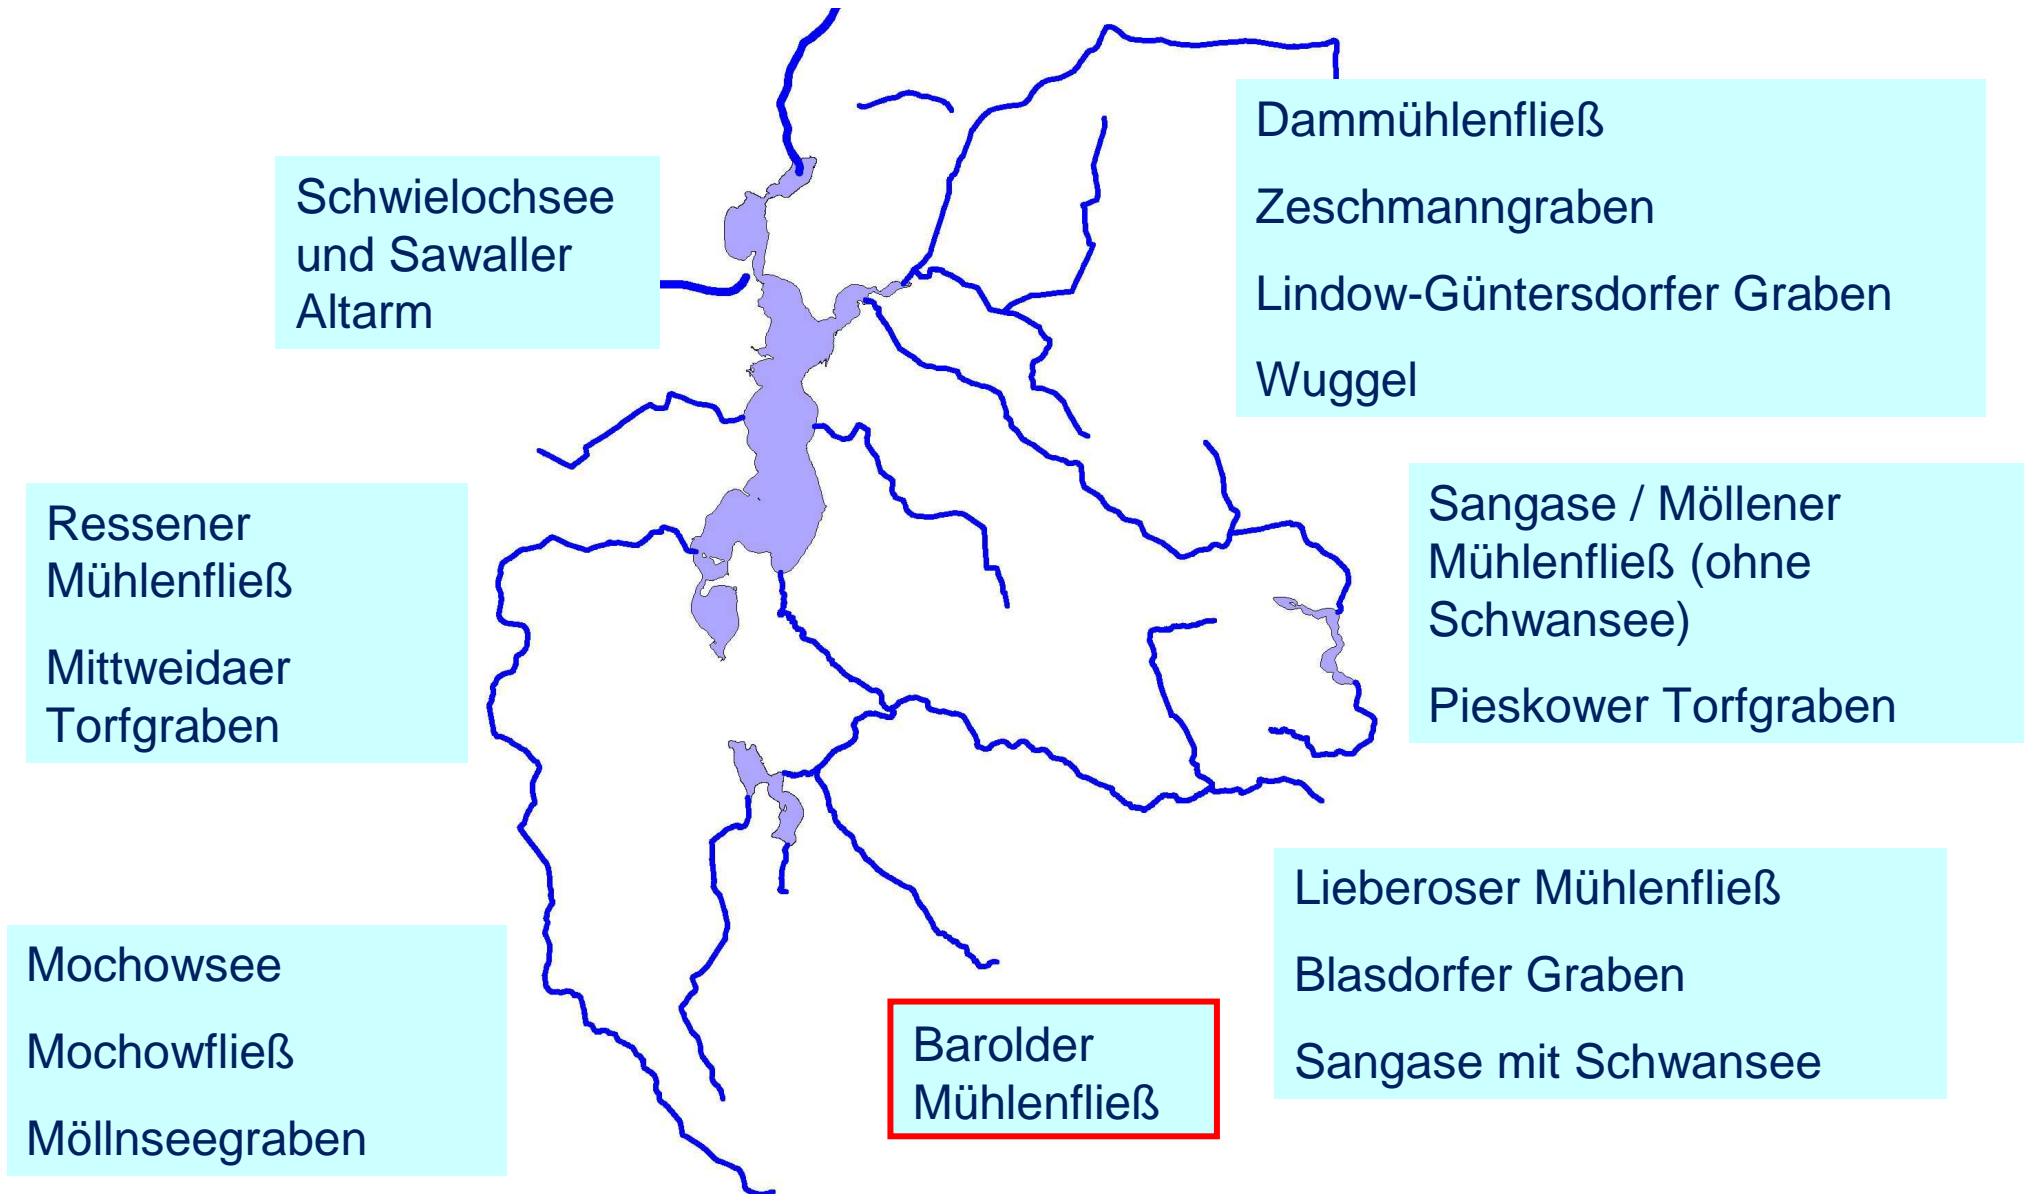 Schwielochsee
und Sawaller
Altarm
Dammühlenfließ
Zeschmanngraben
Lindow-Güntersdorfer Graben
Wuggel
Ressener
Mühlenfließ
Mittweidaer
Torfgraben
Sangase / Möllener
Mühlenfließ (ohne
Schwansee)
Pieskower Torfgraben
Mochowsee
Mochowfließ
Möllnseegraben
Barolder
Mühlenfließ
Lieberoser Mühlenfließ
Blasdorfer Graben
Sangase mit Schwansee